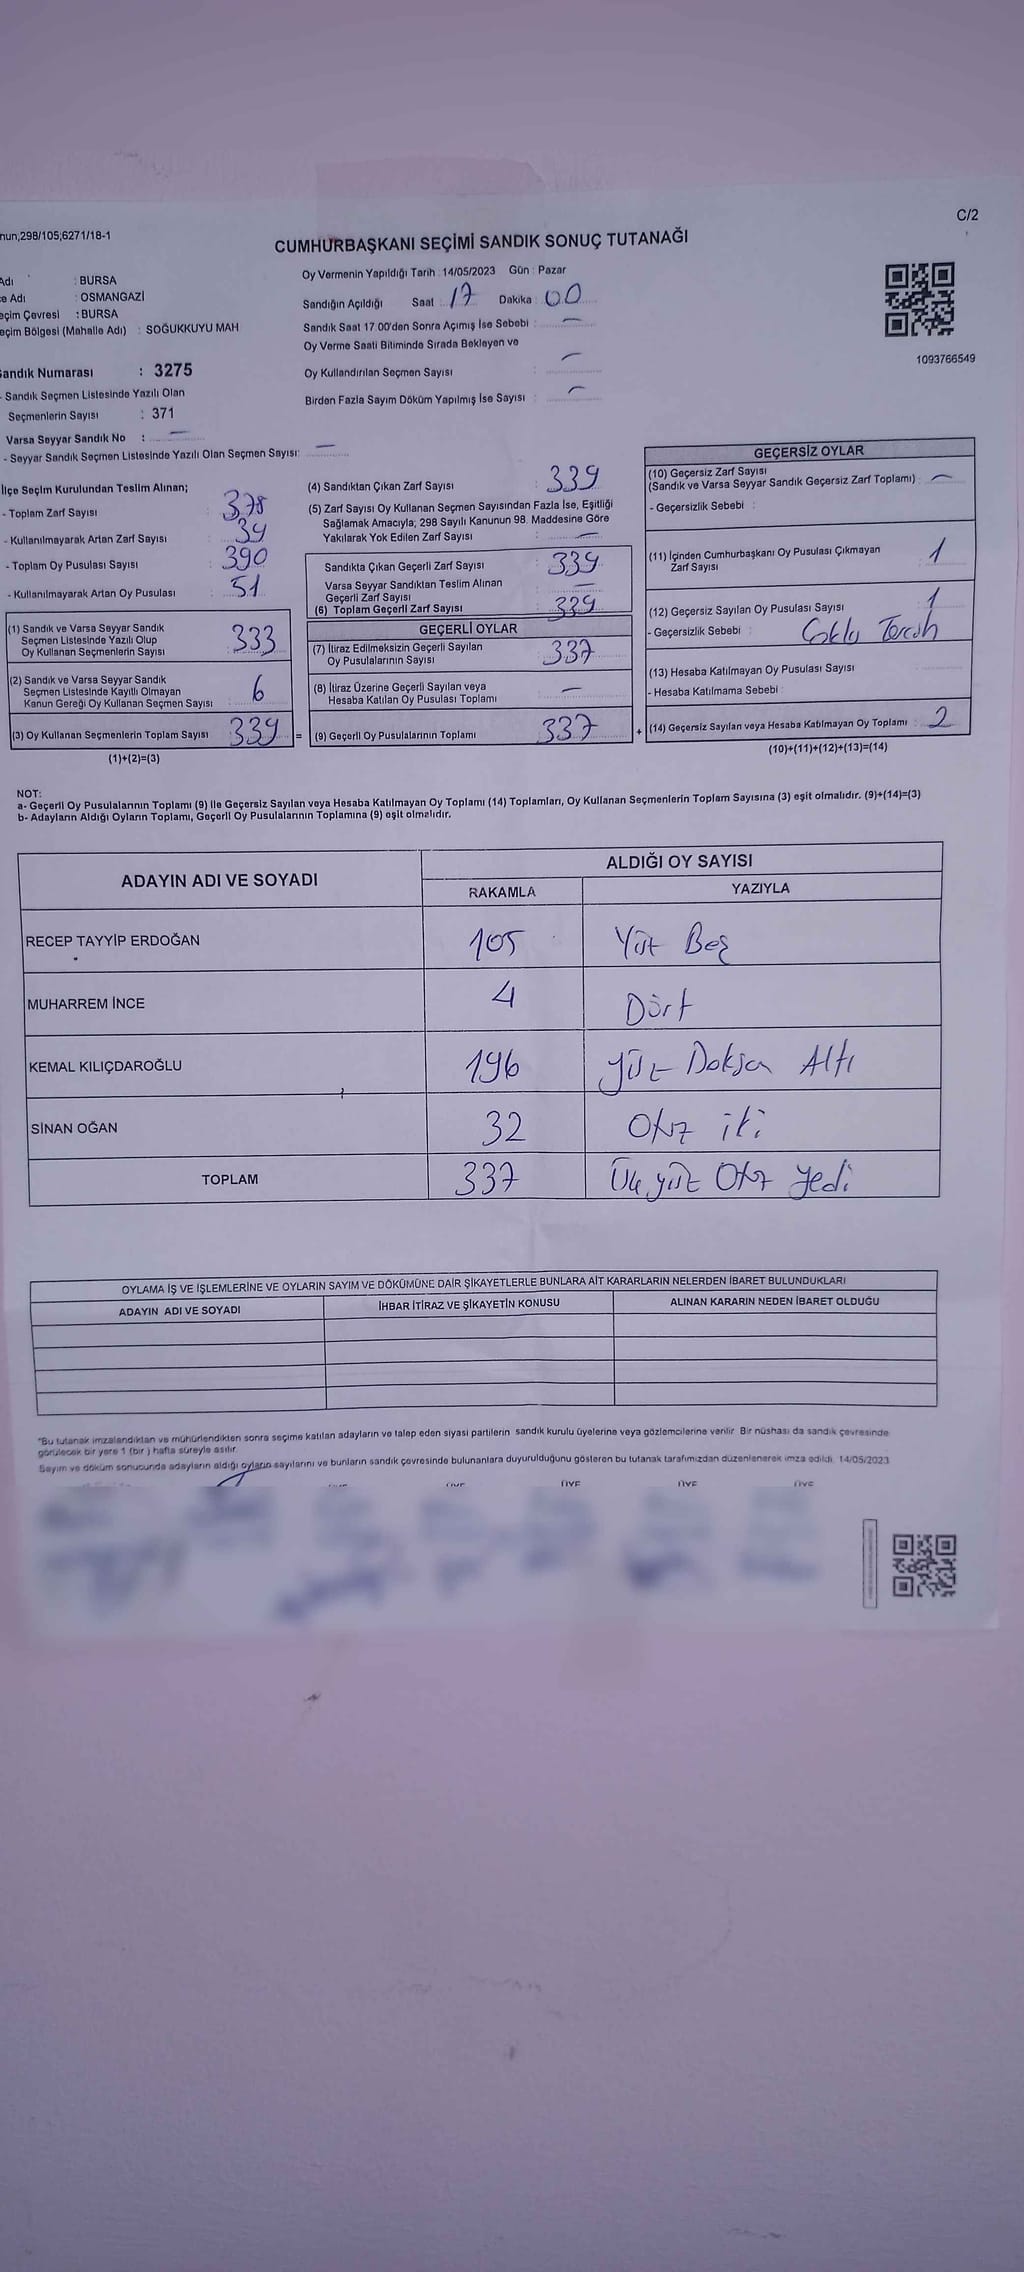 nun,298/105;6271/18-1
C/2
CUMHURBAŞKANI SEÇİMİ SANDIK SONUÇ TUTANAĞI
Adı : BURSA
e Adı : OSMANGAZİ
eçim Çevresi : BURSA
eçim Bölgesi (Mahalle Adı) : SOĞUKKUYU MAH
Sandık Numarası : 3275
- Sandık Seçmen Listesinde Yazılı Olan
Seçmenlerin Sayısı : 371
Varsa Seyyar Sandık No : —
- Seyyar Sandık Seçmen Listesinde Yazılı Olan Seçmen Sayısı: —
Oy Vermenin Yapıldığı Tarih : 14/05/2023 Gün : Pazar
Sandığın Açıldığı Saat : 17 Dakika : 00
Sandık Saat 17.00'den Sonra Açımış İse Sebebi : —
Oy Verme Saati Bitiminde Sırada Bekleyen ve
Oy Kullandırılan Seçmen Sayısı : —
Birden Fazla Sayım Döküm Yapılmış İse Sayısı : —
1093766549
İlçe Seçim Kurulundan Teslim Alınan;
- Toplam Zarf Sayısı : 378
- Kullanılmayarak Artan Zarf Sayısı : 39
- Toplam Oy Pusulası Sayısı : 390
- Kullanılmayarak Artan Oy Pusulası : 51
(1) Sandık ve Varsa Seyyar Sandık
Seçmen Listesinde Yazılı Olup
Oy Kullanan Seçmenlerin Sayısı 333
(2) Sandık ve Varsa Seyyar Sandık
Seçmen Listesinde Kayıtlı Olmayan
Kanun Gereği Oy Kullanan Seçmen Sayısı : 6
(3) Oy Kullanan Seçmenlerin Toplam Sayısı 339 =
(1)+(2)=(3)
(4) Sandıktan Çıkan Zarf Sayısı : 339
(5) Zarf Sayısı Oy Kullanan Seçmen Sayısından Fazla İse, Eşitliği
Sağlamak Amacıyla; 298 Sayılı Kanunun 98. Maddesine Göre
Yakılarak Yok Edilen Zarf Sayısı : —
Sandıkta Çıkan Geçerli Zarf Sayısı : 339
Varsa Seyyar Sandıktan Teslim Alınan
Geçerli Zarf Sayısı : —
(6) Toplam Geçerli Zarf Sayısı : 339
GEÇERLİ OYLAR
(7) İtiraz Edilmeksizin Geçerli Sayılan
Oy Pusulalarının Sayısı : 337
(8) İtiraz Üzerine Geçerli Sayılan veya
Hesaba Katılan Oy Pusulası Toplamı —
(9) Geçerli Oy Pusulalarının Toplamı 337 +
GEÇERSİZ OYLAR
(10) Geçersiz Zarf Sayısı
(Sandık ve Varsa Seyyar Sandık Geçersiz Zarf Toplamı) : —
- Geçersizlik Sebebi :
(11) İçinden Cumhurbaşkanı Oy Pusulası Çıkmayan
Zarf Sayısı : 1
(12) Geçersiz Sayılan Oy Pusulası Sayısı : 1
- Geçersizlik Sebebi : Çoklu Tercih
(13) Hesaba Katılmayan Oy Pusulası Sayısı
- Hesaba Katılmama Sebebi
(14) Geçersiz Sayılan veya Hesaba Katılmayan Oy Toplamı : 2
(10)+(11)+(12)+(13)=(14)
NOT:
a- Geçerli Oy Pusulalarının Toplamı (9) ile Geçersiz Sayılan veya Hesaba Katılmayan Oy Toplamı (14) Toplamları, Oy Kullanan Seçmenlerin Toplam Sayısına (3) eşit olmalıdır. (9)+(14)=(3)
b- Adayların Aldığı Oyların Toplamı, Geçerli Oy Pusulalarının Toplamına (9) eşit olmalıdır.
ADAYIN ADI VE SOYADI ALDIĞI OY SAYISI
RAKAMLA YAZIYLA
RECEP TAYYİP ERDOĞAN 105 Yüz Beş
MUHARREM İNCE 4 Dört
KEMAL KILIÇDAROĞLU 196 Yüz Doksan Altı
SİNAN OĞAN 32 Otuz iki
TOPLAM 337 Üçyüz Otuz yedi
OYLAMA İŞ VE İŞLEMLERİNE VE OYLARIN SAYIM VE DÖKÜMÜNE DAİR ŞİKAYETLERLE BUNLARA AİT KARARLARIN NELERDEN İBARET BULUNDUKLARI
ADAYIN ADI VE SOYADI İHBAR İTİRAZ VE ŞİKAYETİN KONUSU ALINAN KARARIN NEDEN İBARET OLDUĞU
"Bu tutanak imzalandıktan ve mühürlendikten sonra seçime katılan adayların ve talep eden siyasi partilerin sandık kurulu üyelerine veya gözlemcilerine verilir. Bir nüshası da sandık çevresinde
görülecek bir yere 1 (bir ) hafta süreyle asılır.
Sayım ve döküm sonucunda adayların aldığı oyların sayılarını ve bunların sandık çevresinde bulunanlara duyurulduğunu gösteren bu tutanak tarafımızdan düzenlenerek imza edildi. 14/05/2023
ÜYE ÜYE ÜYE ÜYE ÜYE